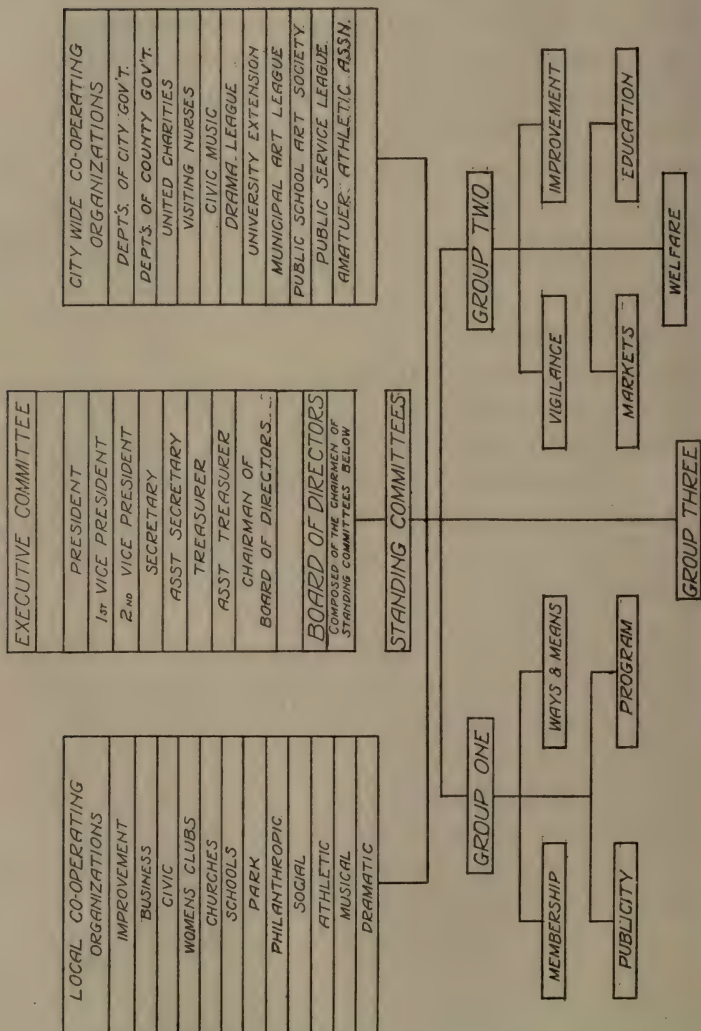 LOCAL CO-OPERATING
ORGANIZATIONS
IMPROVEMENT
BUSINESS
CIVIC
WOMENS CLUBS
CHURCHES
SCHOOLS
PARK
PHILANTHROPIC
SOCIAL
ATHLETIC
MUSICAL
DRAMATIC
EXECUTIVE COMMITTEE
PRESIDENT
1ST VICE PRESIDENT
2ND VICE PRESIDENT
SECRETARY
ASST SECRETARY
TREASURER
ASST TREASURER
CHAIRMAN OF
BOARD OF DIRECTORS
BOARD OF DIRECTORS
COMPOSED OF THE CHAIRMEN OF
STANDING COMMITTEES BELOW
CITY WIDE CO-OPERATING
ORGANIZATIONS
DEPT'S. OF CITY GOV'T.
DEPT'S. OF COUNTY GOV'T.
UNITED CHARITIES
VISITING NURSES
CIVIC MUSIC
DRAMA LEAGUE
UNIVERSITY EXTENSION
MUNICIPAL ART LEAGUE
PUBLIC SCHOOL ART SOCIETY.
PUBLIC SERVICE LEAGUE.
AMATUER ATHLETIC ASSN.
STANDING COMMITTEES
GROUP ONE
MEMBERSHIP
WAYS & MEANS
PUBLICITY
PROGRAM
GROUP TWO
VIGILANCE
IMPROVEMENT
MARKETS
EDUCATION
WELFARE
GROUP THREE